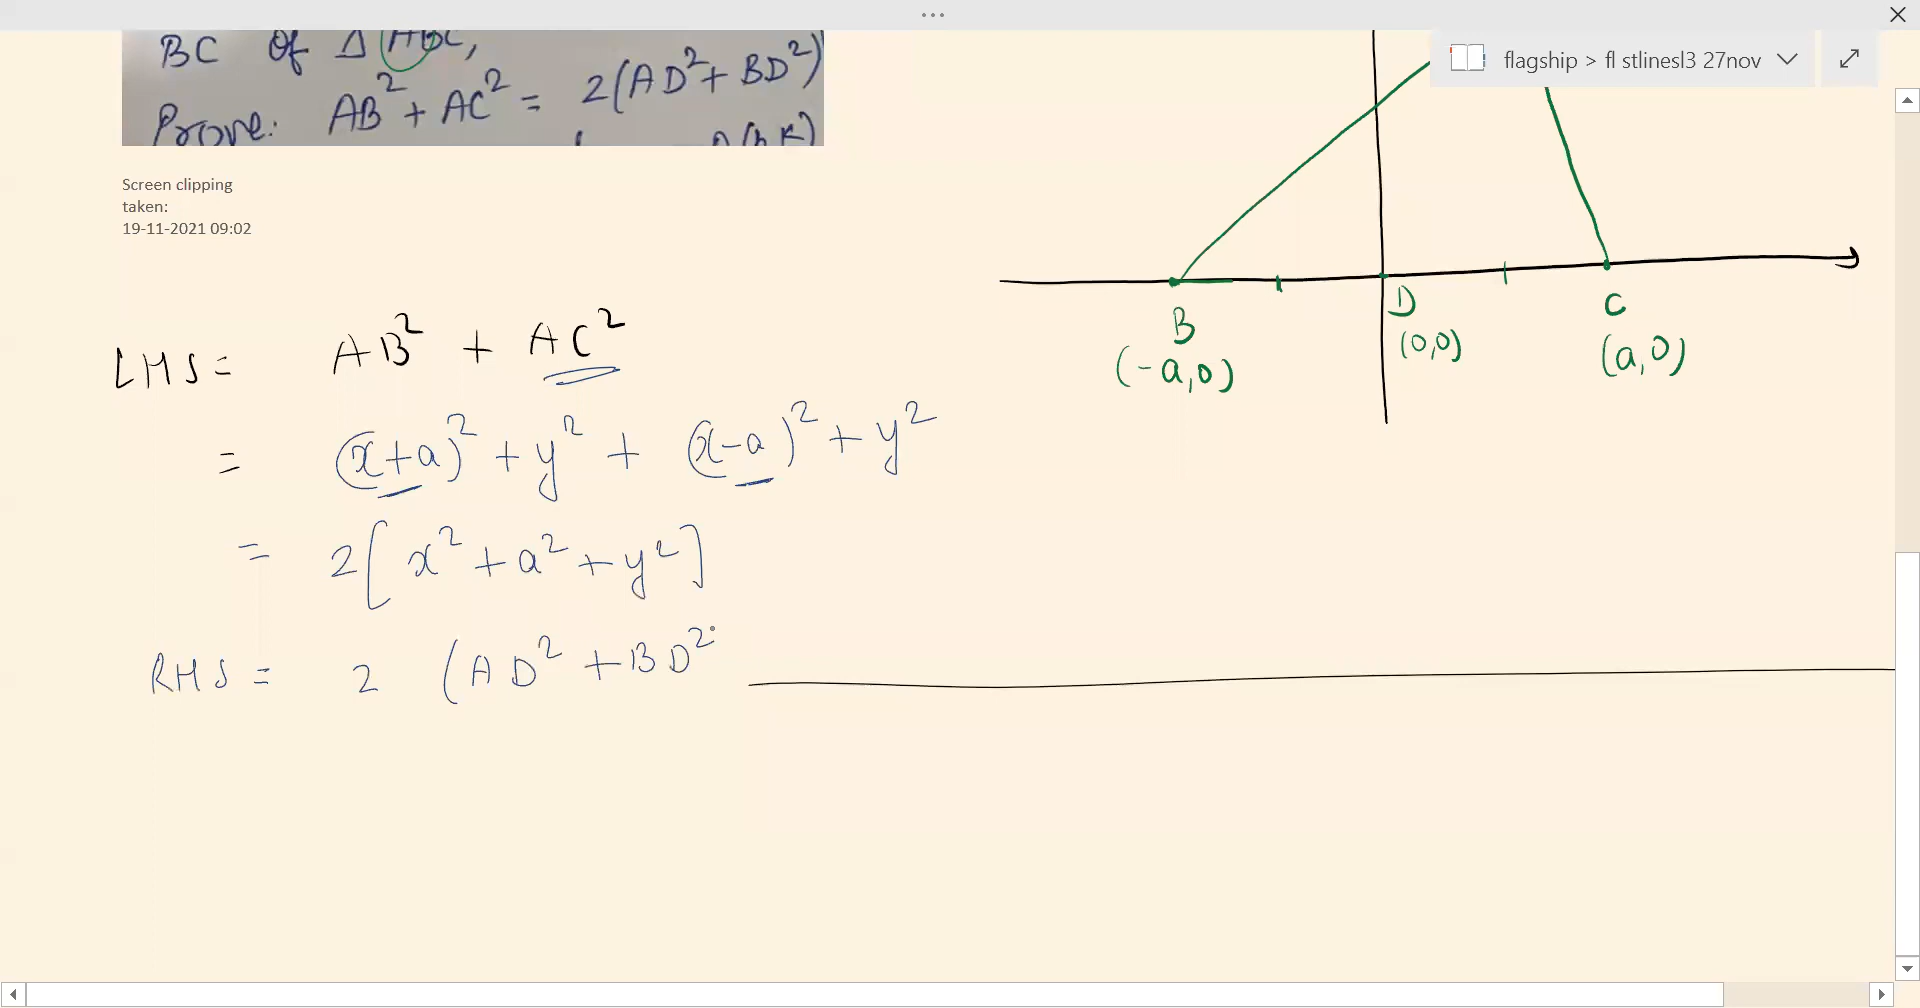 ...
flagship > fl stlinesl3 27nov
BC Of Δ ABC,
Prove: AB² + AC² = 2(AD² + BD²)
Screen clipping
taken:
19-11-2021 09:02
D
(0,0)
B
(-a,0)
C
(a,0)
LHS = AB² + AC²
= (x+a)² + y² + (x-a)² + y²
= 2[x² + a² + y²]
RHS = 2 (AD² + BD²